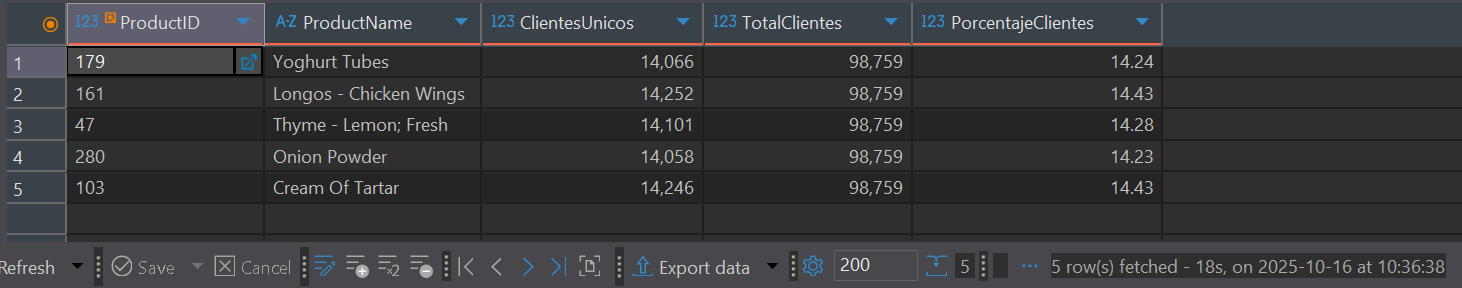 123 ProductID A-Z ProductName 123 ClientesUnicos 123 TotalClientes 123 PorcentajeClientes
1 179 Yoghurt Tubes 14,066 98,759 14.24
2 161 Longos - Chicken Wings 14,252 98,759 14.43
3 47 Thyme - Lemon; Fresh 14,101 98,759 14.28
4 280 Onion Powder 14,058 98,759 14.23
5 103 Cream Of Tartar 14,246 98,759 14.43
Refresh Save Cancel x2 Export data 200 5 ... 5 row(s) fetched - 18s, on 2025-10-16 at 10:36:38